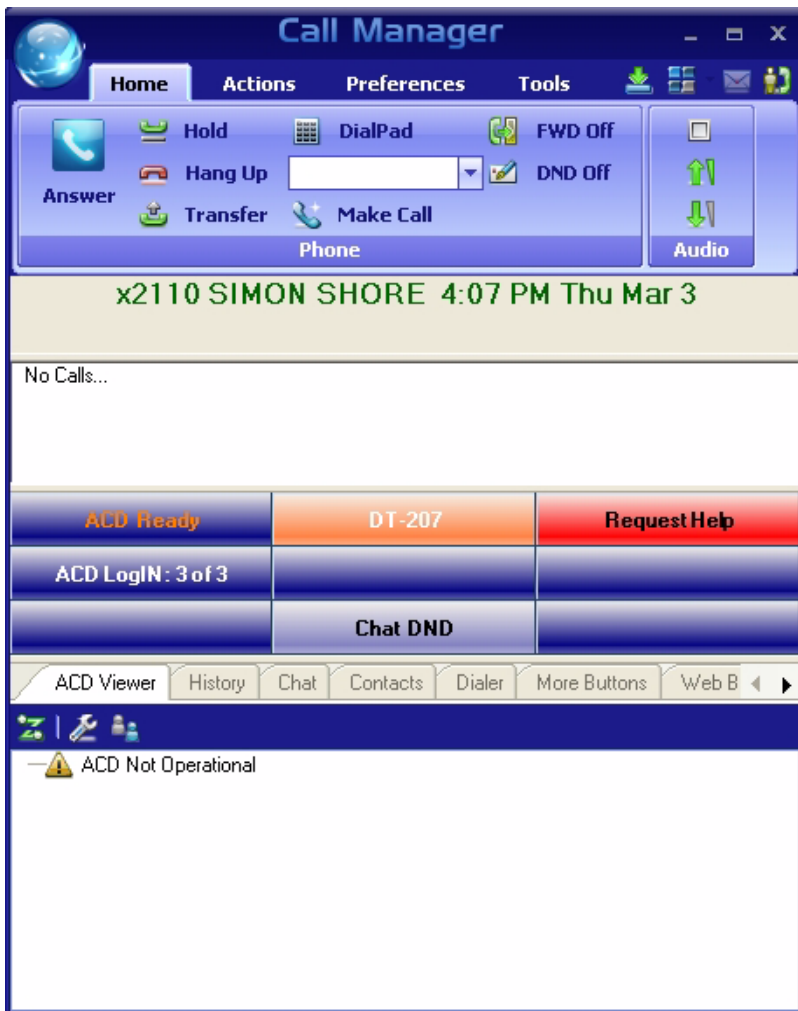 Call Manager
Home Actions Preferences Tools
Answer
Hold DialPad FWD Off
Hang Up DND Off
Transfer Make Call
Phone Audio
x2110 SIMON SHORE 4:07 PM Thu Mar 3
No Calls...
ACD Ready DT-207 Request Help
ACD LogIN: 3 of 3
Chat DND
ACD Viewer History Chat Contacts Dialer More Buttons Web B
ACD Not Operational